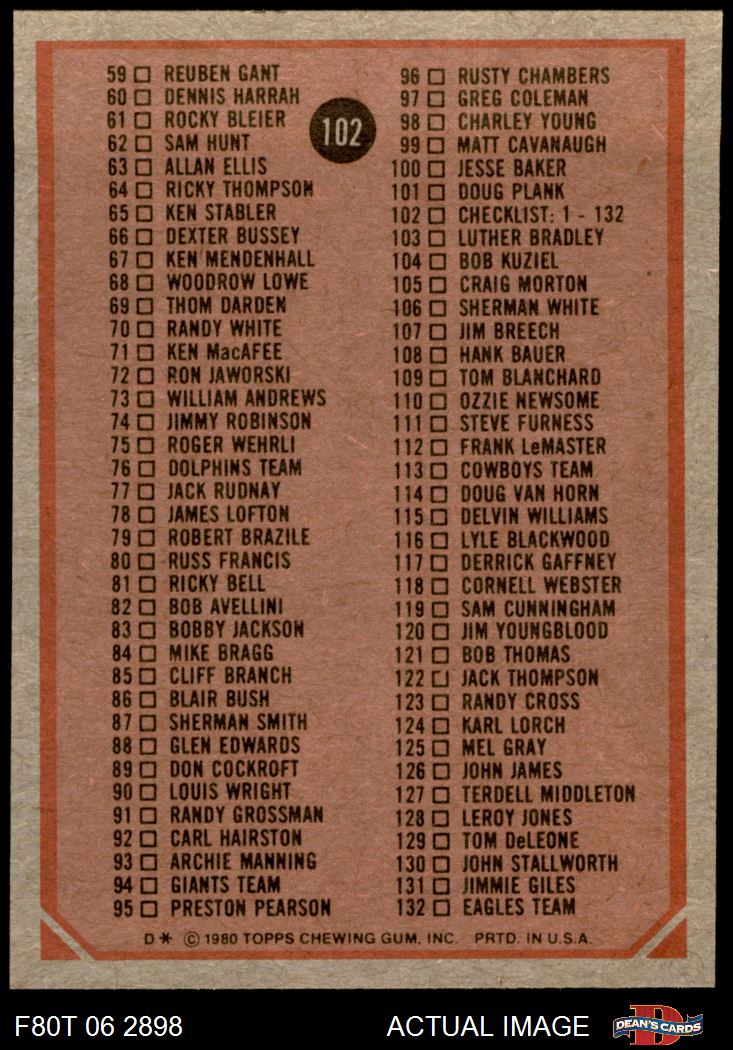 59 REUBEN GANT
60 DENNIS HARRAH
61 ROCKY BLEIER
62 SAM HUNT
63 ALLAN ELLIS
64 RICKY THOMPSON
65 KEN STABLER
66 DEXTER BUSSEY
67 KEN MENDENHALL
68 WOODROW LOWE
69 THOM DARDEN
70 RANDY WHITE
71 KEN MacAFEE
72 RON JAWORSKI
73 WILLIAM ANDREWS
74 JIMMY ROBINSON
75 ROGER WEHRLI
76 DOLPHINS TEAM
77 JACK RUDNAY
78 JAMES LOFTON
79 ROBERT BRAZILE
80 RUSS FRANCIS
81 RICKY BELL
82 BOB AVELLINI
83 BOBBY JACKSON
84 MIKE BRAGG
85 CLIFF BRANCH
86 BLAIR BUSH
87 SHERMAN SMITH
88 GLEN EDWARDS
89 DON COCKROFT
90 LOUIS WRIGHT
91 RANDY GROSSMAN
92 CARL HAIRSTON
93 ARCHIE MANNING
94 GIANTS TEAM
95 PRESTON PEARSON
102
96 RUSTY CHAMBERS
97 GREG COLEMAN
98 CHARLEY YOUNG
99 MATT CAVANAUGH
100 JESSE BAKER
101 DOUG PLANK
102 CHECKLIST: 1 - 132
103 LUTHER BRADLEY
104 BOB KUZIEL
105 CRAIG MORTON
106 SHERMAN WHITE
107 JIM BREECH
108 HANK BAUER
109 TOM BLANCHARD
110 OZZIE NEWSOME
111 STEVE FURNESS
112 FRANK LeMASTER
113 COWBOYS TEAM
114 DOUG VAN HORN
115 DELVIN WILLIAMS
116 LYLE BLACKWOOD
117 DERRICK GAFFNEY
118 CORNELL WEBSTER
119 SAM CUNNINGHAM
120 JIM YOUNGBLOOD
121 BOB THOMAS
122 JACK THOMPSON
123 RANDY CROSS
124 KARL LORCH
125 MEL GRAY
126 JOHN JAMES
127 TERDELL MIDDLETON
128 LEROY JONES
129 TOM DeLEONE
130 JOHN STALLWORTH
131 JIMMIE GILES
132 EAGLES TEAM
D* © 1980 TOPPS CHEWING GUM, INC. PRTD. IN U.S.A.
F80T 06 2898
ACTUAL IMAGE
D
DEAN'S CARDS